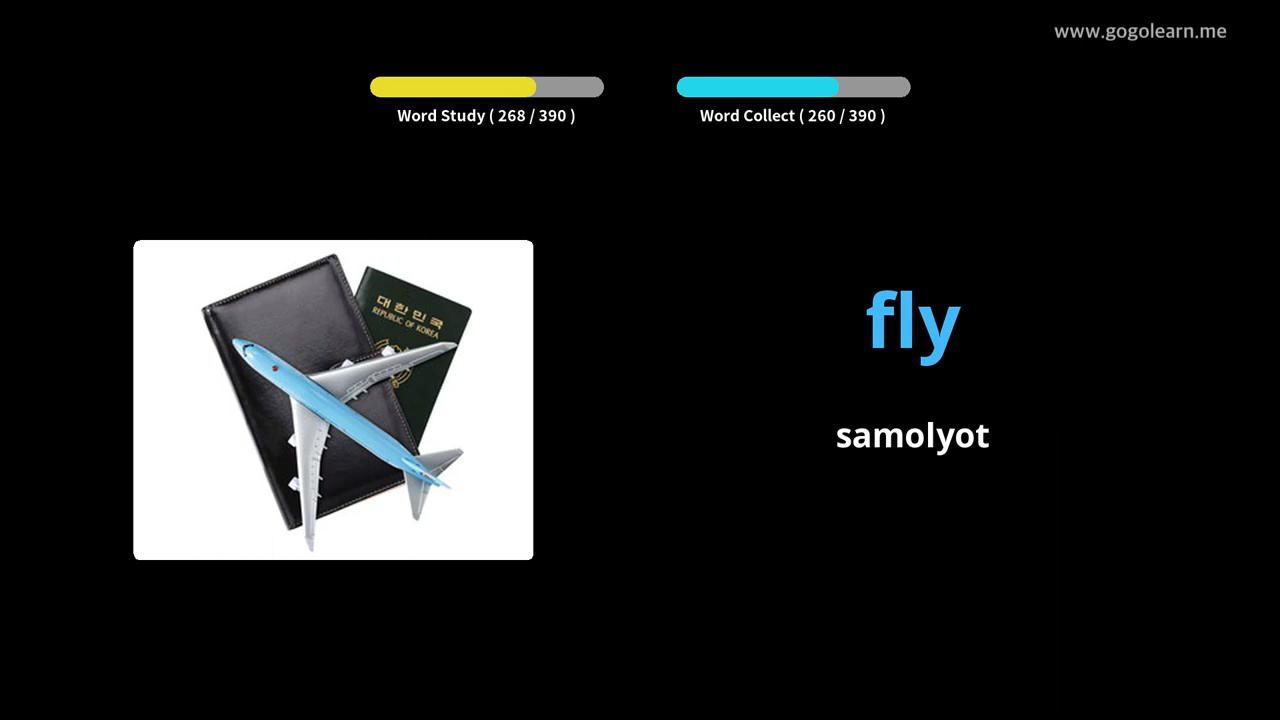 www.gogolearn.me
Word Study ( 268 / 390 )
Word Collect ( 260 / 390 )
대한민국
REPUBLIC OF KOREA
fly
samolyot